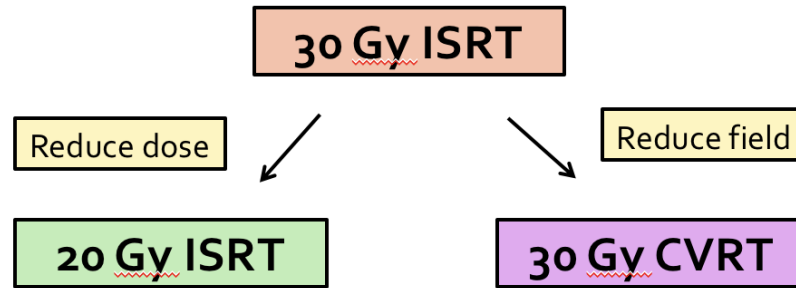 30 Gy ISRT
Reduce dose
Reduce field
20 Gy ISRT
30 Gy CVRT